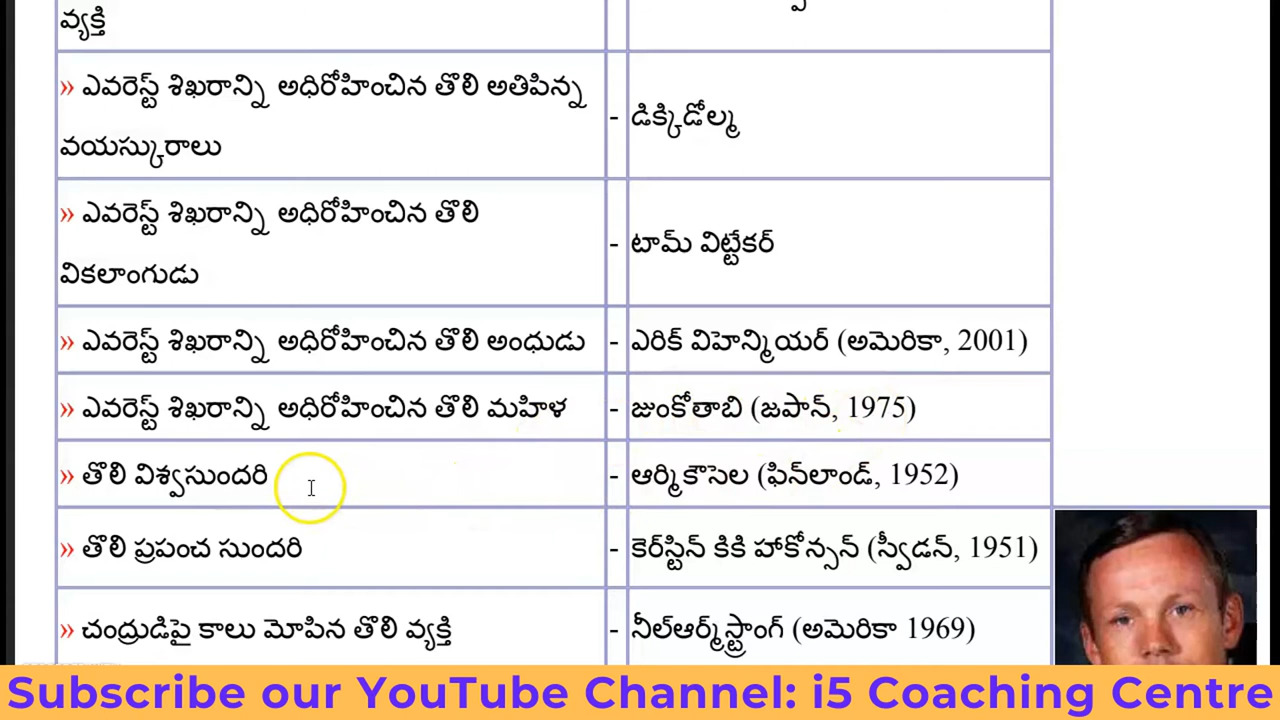 వ్యక్తి
» ఎవరెస్ట్ శిఖరాన్ని అధిరోహించిన తొలి అతిపిన్న
వయస్కురాలు
- డిక్కిడోల్మ
» ఎవరెస్ట్ శిఖరాన్ని అధిరోహించిన తొలి
వికలాంగుడు
- టామ్ విట్టేకర్
» ఎవరెస్ట్ శిఖరాన్ని అధిరోహించిన తొలి అంధుడు - ఎరిక్ విహెన్మియర్ (అమెరికా, 2001)
» ఎవరెస్ట్ శిఖరాన్ని అధిరోహించిన తొలి మహిళ - జుంకోతాబి (జపాన్, 1975)
» తొలి విశ్వసుందరి - ఆర్మికౌసెల (ఫిన్‌లాండ్, 1952)
» తొలి ప్రపంచ సుందరి - కెర్‌స్టిన్ కికి హాకోన్సన్ (స్వీడన్, 1951)
» చంద్రుడిపై కాలు మోపిన తొలి వ్యక్తి - నీల్ఆర్మ్‌స్ట్రాంగ్ (అమెరికా 1969)
Subscribe our YouTube Channel: i5 Coaching Centre